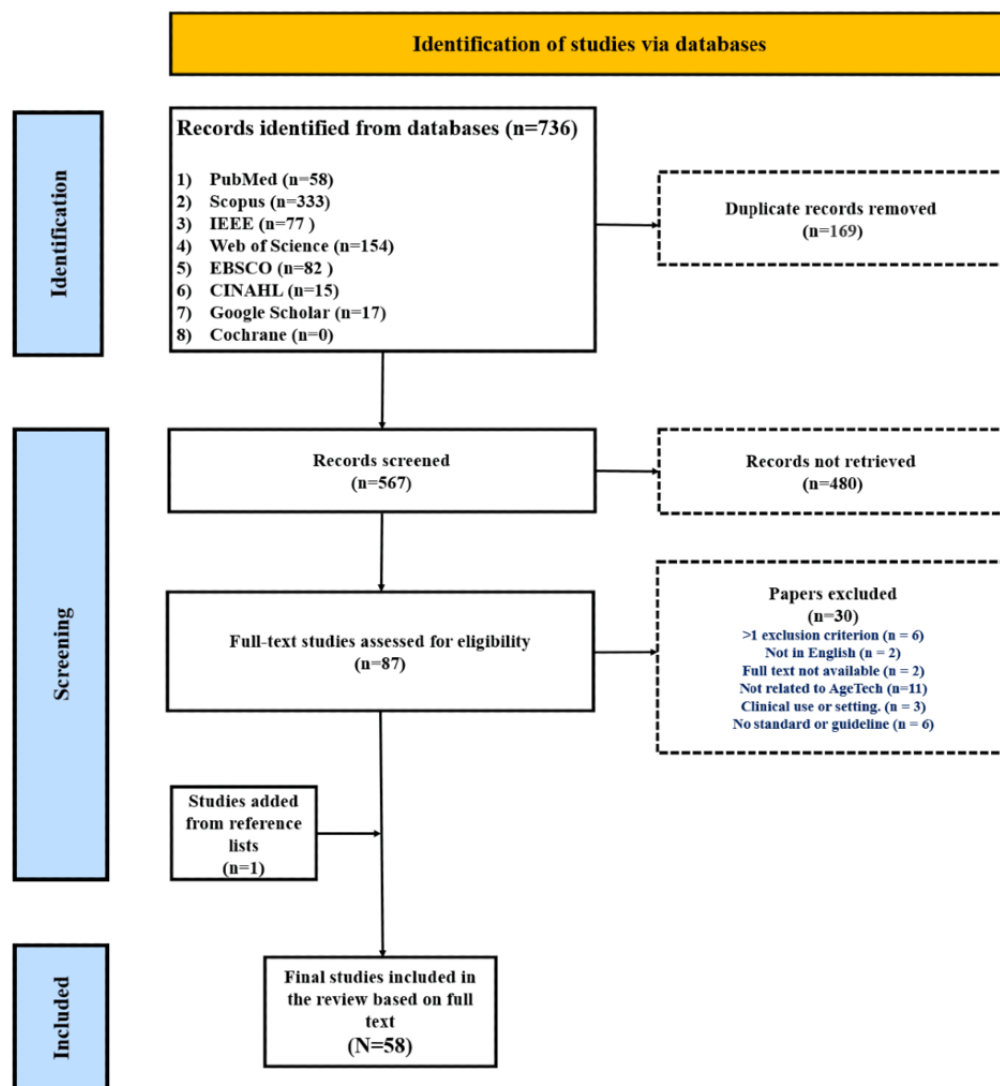 Identification of studies via databases
Identification
Records identified from databases (n=736)
1) PubMed (n=58)
2) Scopus (n=333)
3) IEEE (n=77 )
4) Web of Science (n=154)
5) EBSCO (n=82 )
6) CINAHL (n=15)
7) Google Scholar (n=17)
8) Cochrane (n=0)
Duplicate records removed
(n=169)
Screening
Records screened
(n=567)
Records not retrieved
(n=480)
Full-text studies assessed for eligibility
(n=87)
Papers excluded
(n=30)
>1 exclusion criterion (n = 6)
Not in English (n = 2)
Full text not available (n = 2)
Not related to AgeTech (n=11)
Clinical use or setting. (n = 3)
No standard or guideline (n = 6)
Studies added
from reference
lists
(n=1)
Included
Final studies included in
the review based on full
text
(N=58)